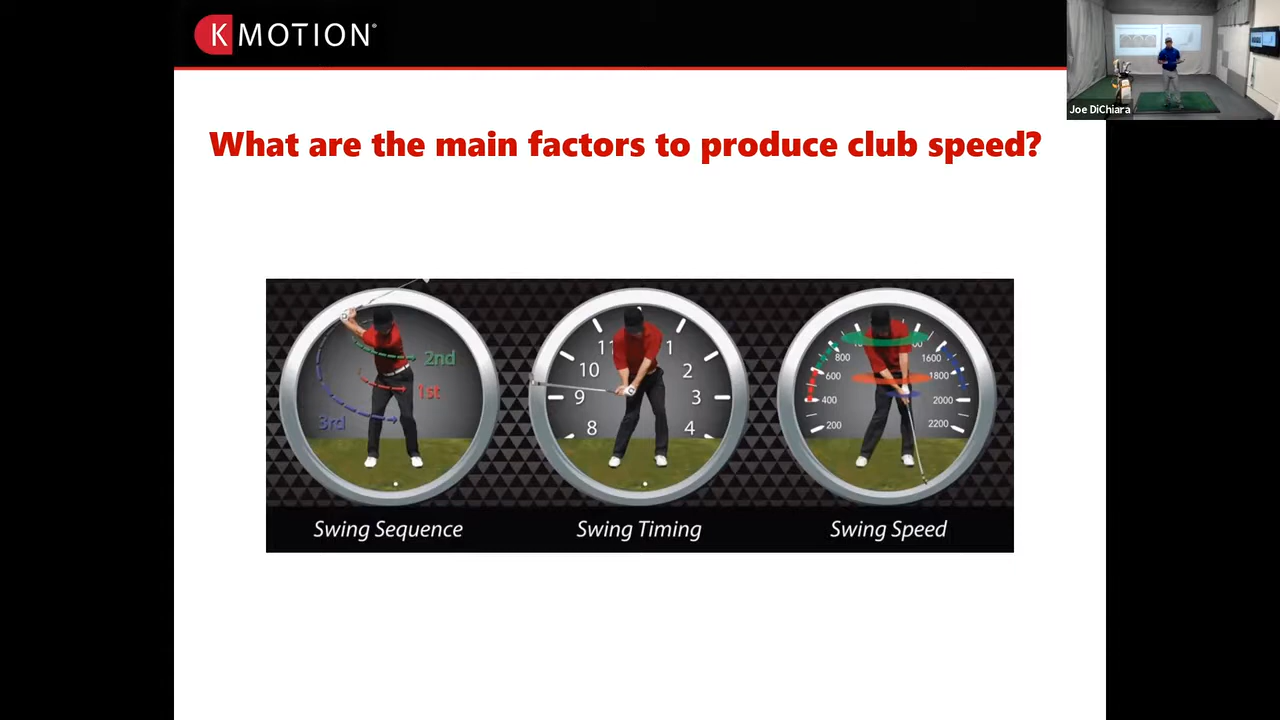 K MOTION®
Joe DiChiara
What are the main factors to produce club speed?
2nd
1st
3rd
11 1
10 2
9 3
8 4
800 1600
600 1800
400 2000
200 2200
Swing Sequence Swing Timing Swing Speed